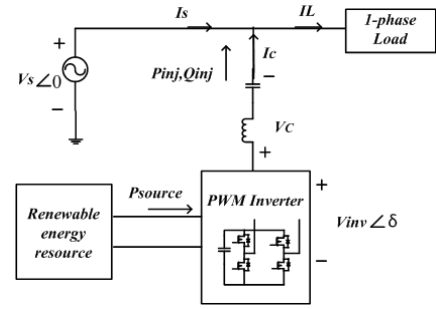 Is
IL
1-phase
Load
+
Ic
Pinj,Qinj
−
Vs∠0
−
VC
+
Psource
PWM Inverter
+
Renewable
energy
resource
Vinv∠δ
−